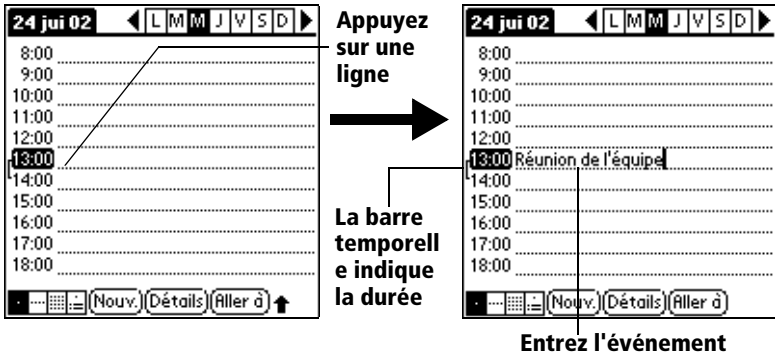 24 jui 02 L M M J V S D
8:00
9:00
10:00
11:00
12:00
13:00
14:00
15:00
16:00
17:00
18:00
Nouv. Détails Aller à
Appuyez
sur une
ligne
La barre
temporell
e indique
la durée
24 jui 02 L M M J V S D
8:00
9:00
10:00
11:00
12:00
13:00 Réunion de l'équipe
14:00
15:00
16:00
17:00
18:00
Nouv. Détails Aller à
Entrez l'événement